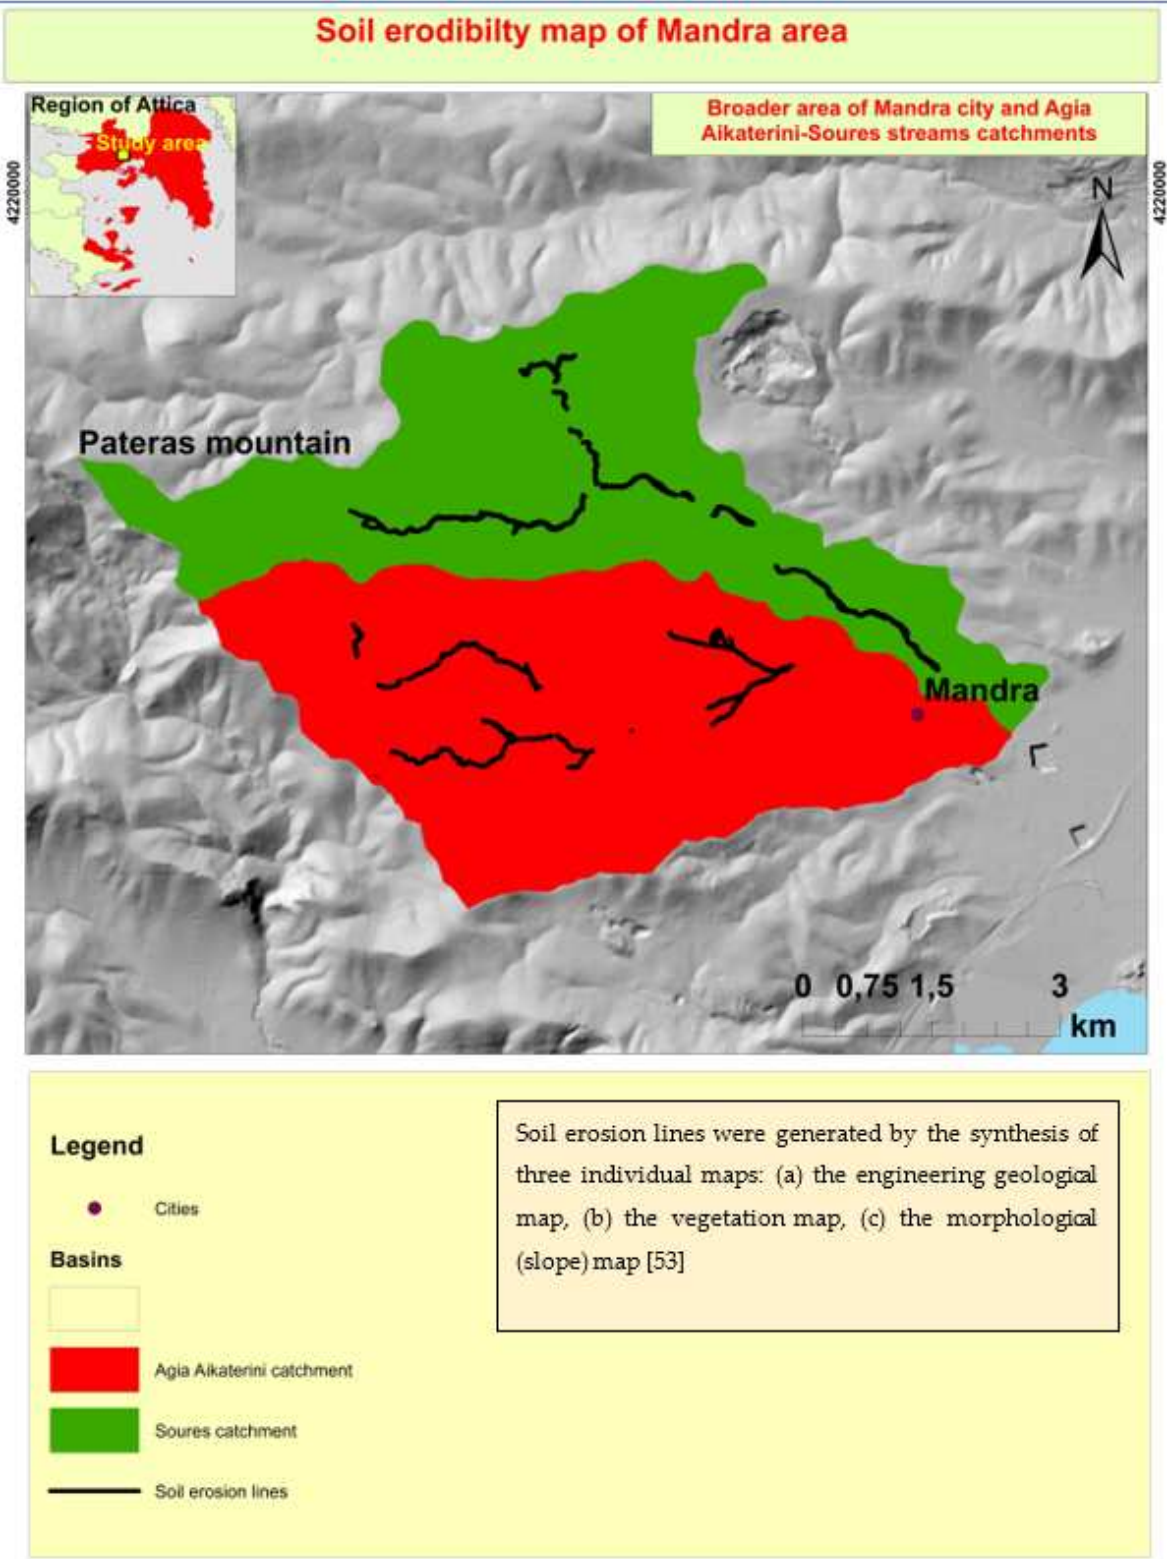 Soil erodibilty map of Mandra area
Region of Attica
Study area
Broader area of Mandra city and Agia
Aikaterini-Soures streams catchments
4220000
4220000
N
Pateras mountain
Mandra
0 0,75 1,5 3
km
Legend
Cities
Basins
Agia Aikaterini catchment
Soures catchment
Soil erosion lines
Soil erosion lines were generated by the synthesis of
three individual maps: (a) the engineering geological
map, (b) the vegetation map, (c) the morphological
(slope) map [53]